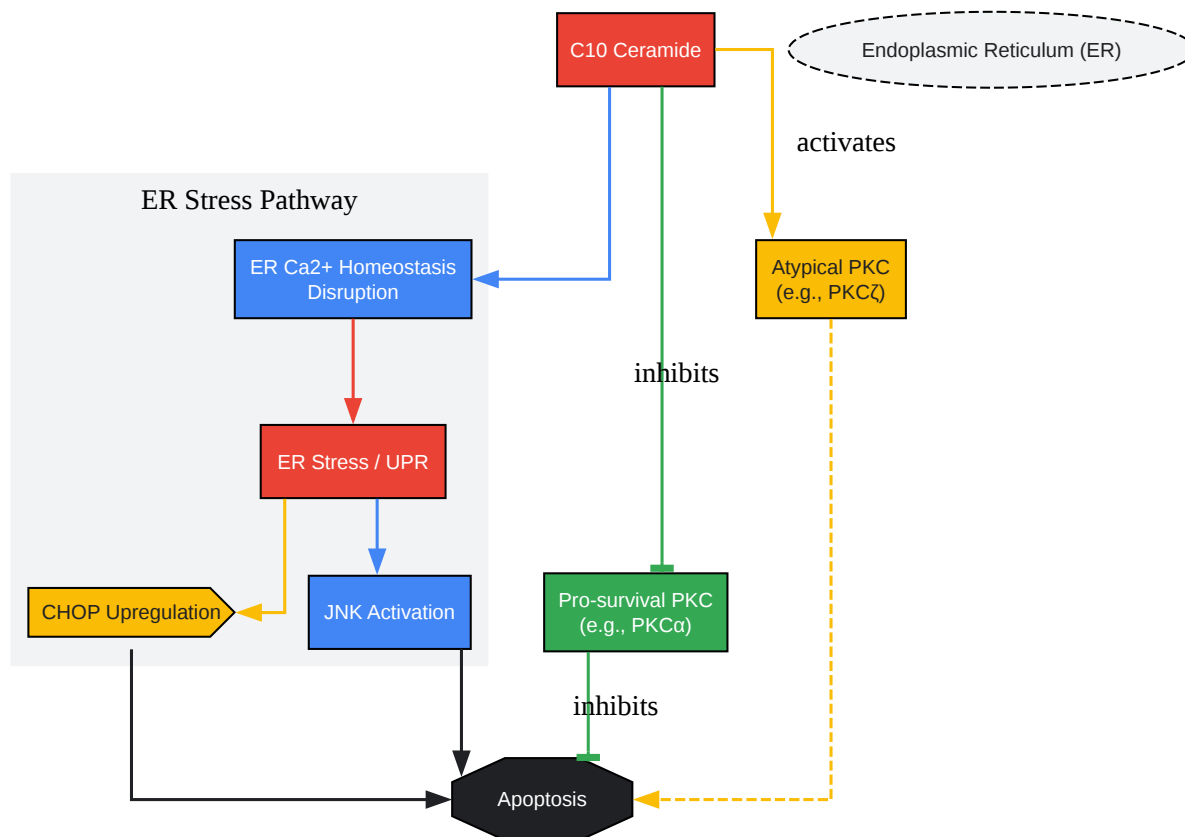 C10 Ceramide
Endoplasmic Reticulum (ER)
activates
ER Stress Pathway
ER Ca2+ Homeostasis
Disruption
Atypical PKC
(e.g., PKCζ)
inhibits
ER Stress / UPR
CHOP Upregulation
JNK Activation
Pro-survival PKC
(e.g., PKCα)
inhibits
Apoptosis